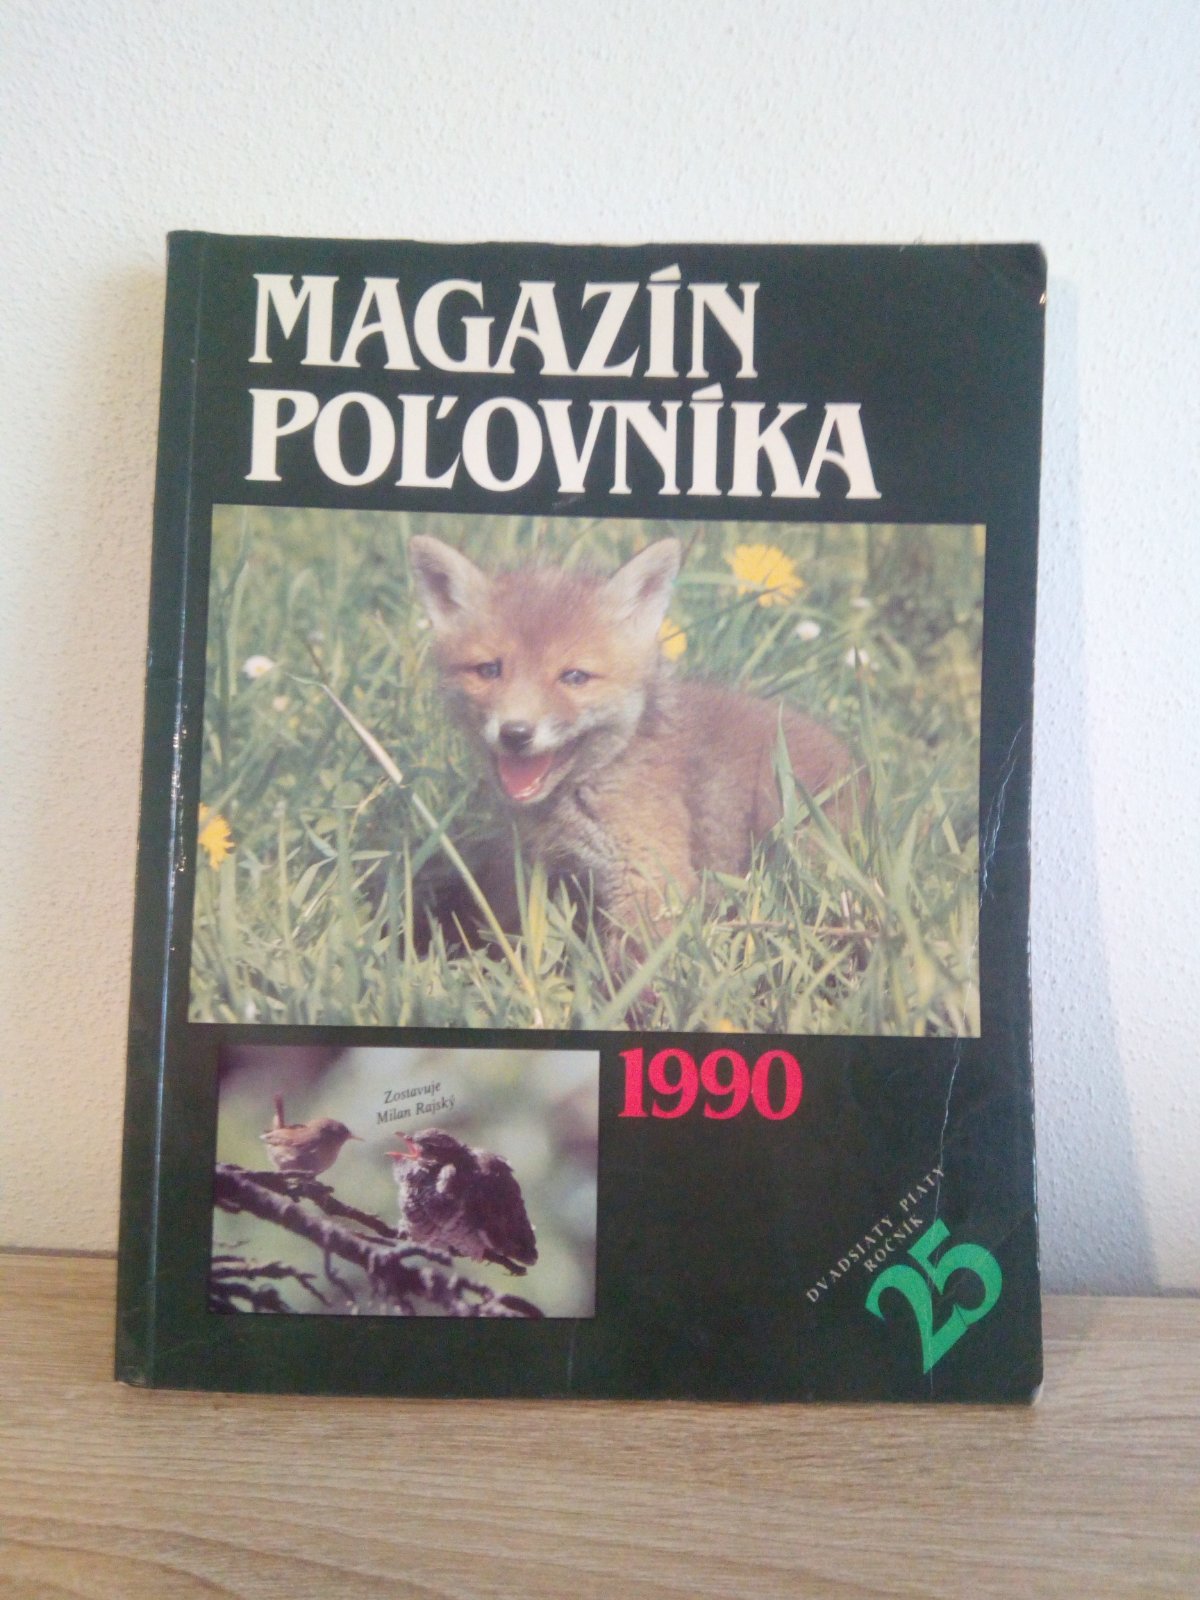 MAGAZÍN
POĽOVNÍKA
1990
Zostavuje
Milan Rajský
DVADSIATY PIATY
ROČNÍK
25